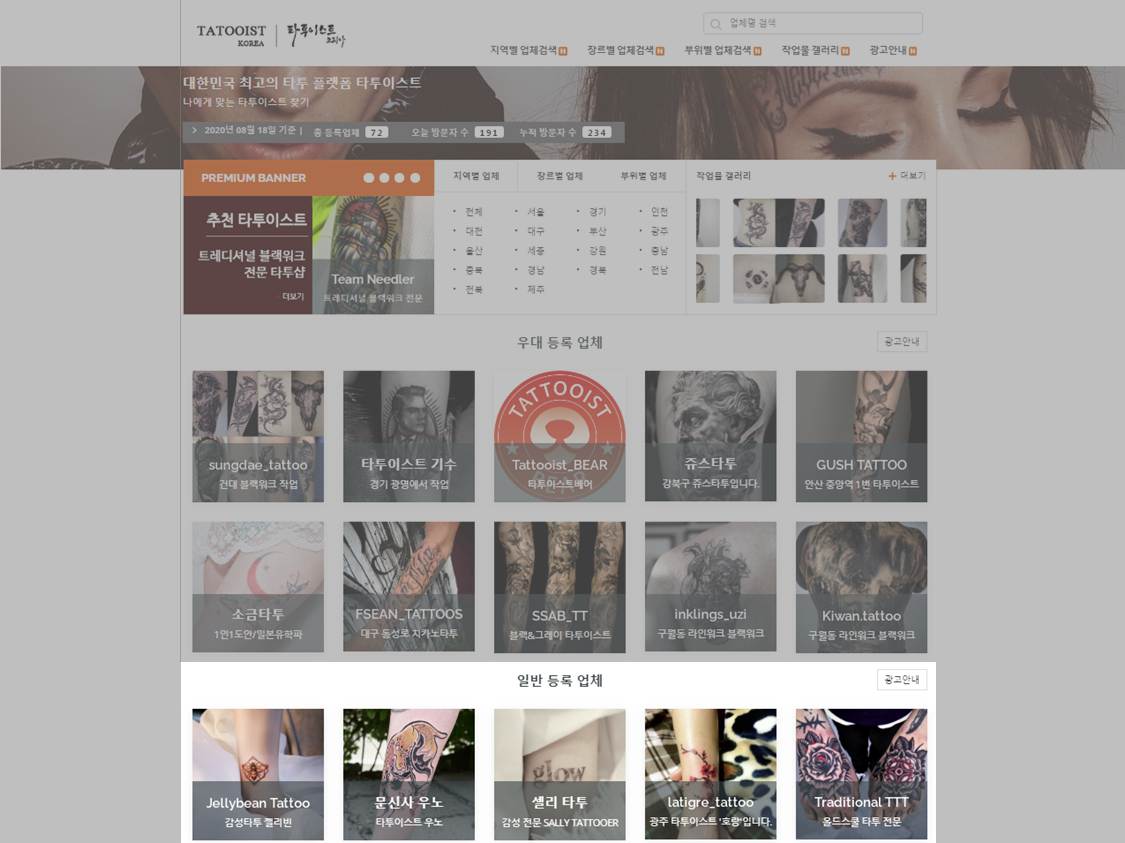 TATOOIST
KOREA
타투이스트
코리아
업체명 검색
지역별 업체검색 N 장르별 업체검색 N 부위별 업체검색 N 작업물 갤러리 N 광고안내 N
대한민국 최고의 타투 플랫폼 타투이스트
나에게 맞는 타투이스트 찾기
> 2020년 08월 18일 기준 | 총 등록업체 72 오늘 방문자 수 191 누적 방문자 수 234
PREMIUM BANNER
추천 타투이스트
트레디셔널 블랙워크
전문 타투샵
더보기
Team Needler
트레디셔널 블랙워크 전문
지역별 업체 장르별 업체 부위별 업체
전체 서울 경기 인천
대전 대구 부산 광주
울산 세종 강원 충남
충북 경남 경북 전남
전북 제주
작업물 갤러리 + 더보기
우대 등록 업체
광고안내
TATTOOIST
sungdae_tattoo
건대 블랙워크 작업
타투이스트 기수
경기 광명에서 작업
Tattooist_BEAR
타투이스트베어
쥬스타투
강북구 쥬스타투입니다.
GUSH TATTOO
안산 중앙역 1번 타투이스트
소금타투
1인1도안/일본유학파
FSEAN_TATTOOS
대구 동성로 치카노타투
SSAB_TT
블랙&그레이 타투이스트
inklings_uzi
구월동 라인워크 블랙워크
Kiwan.tattoo
구월동 라인워크 블랙워크
일반 등록 업체
광고안내
glow
Jellybean Tattoo
감성타투 젤리빈
문신사 우노
타투이스트 우노
샐리 타투
감성 전문 SALLY TATTOOER
latigre_tattoo
광주 타투이스트 '호랑'입니다.
Traditional TTT
올드스쿨 타투 전문